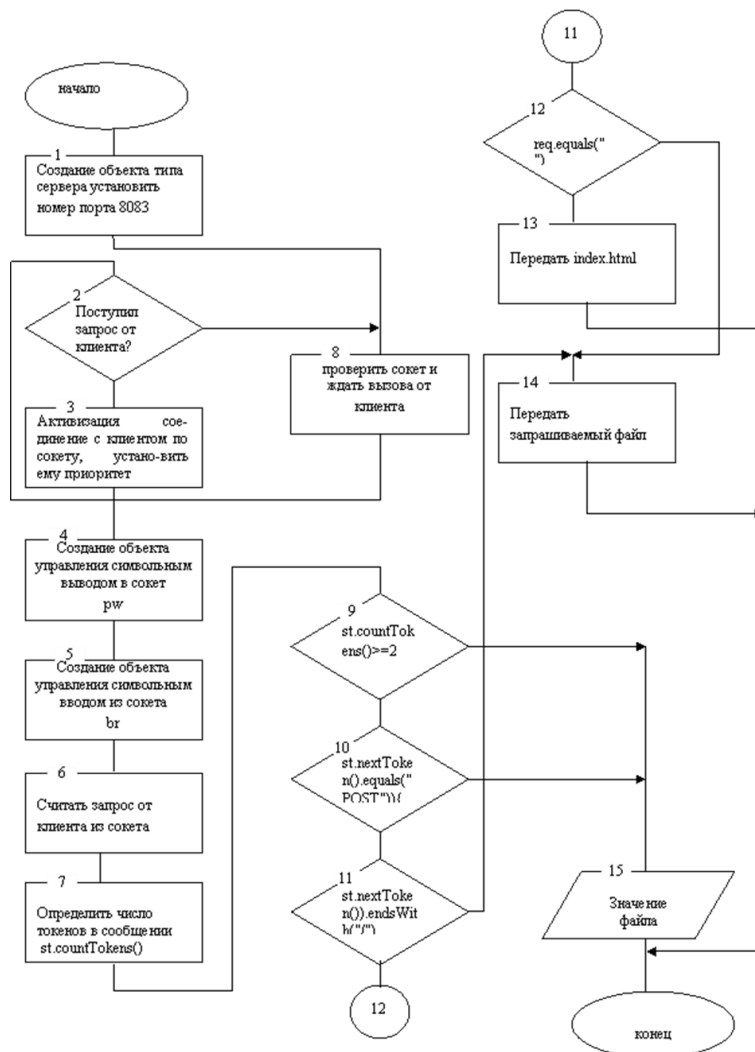 начало
1
Создание объекта типа
сервера установить
номер порта 8083
2
Поступил
запрос от
клиента?
3
Активизация сое-
динение с клиентом по
сокету, устано-вить
ему приоритет
4
Создание объекта
управления символьным
выводом в сокет
pw
5
Создание объекта
управления символьным
вводом из сокета
br
6
Считать запрос от
клиента из сокета
7
Определить число
токенов в сообщении
st.countTokens()
8
проверить сокет и
ждать вызова от
клиента
9
st.countTok
ens()>=2
10
st.nextToke
n().equals("
POST")){
11
st.nextToke
n()).endsWit
h("/")
12
11
12
req.equals("
")
13
Передать index.html
14
Передать
запрашиваемый файл
15
Значение
файла
конец